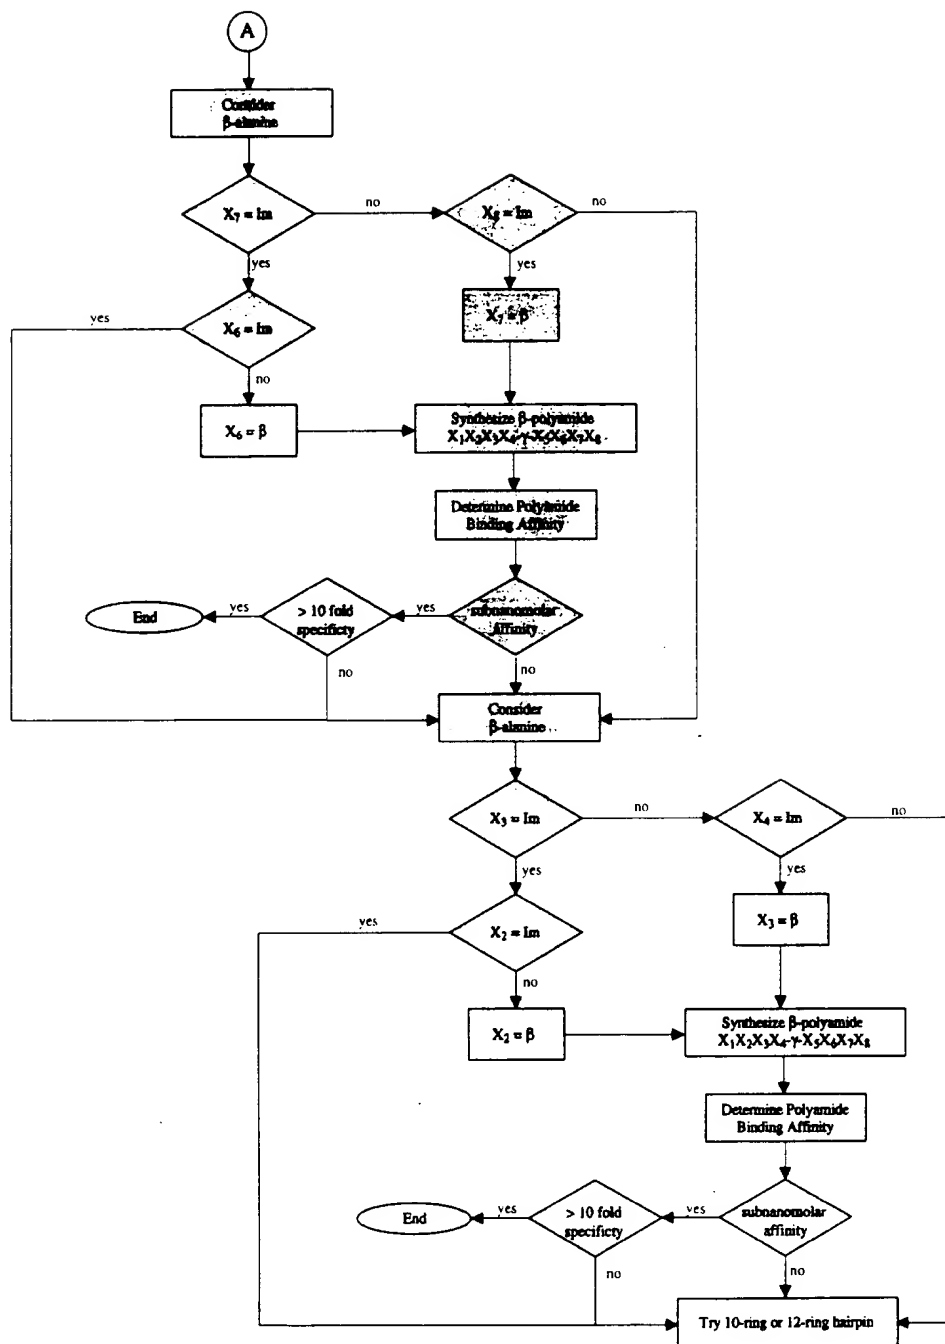 A
Consider
β-alanine
X7 = Im
no
X8 = Im
no
yes
yes
yes
X6 = Im
X7 = β
no
X6 = β
Synthesize β-polyamide
X1X2X3X4-γ-X5X6X7X8
Determine Polyamide
Binding Affinity
End
yes
> 10 fold
specificty
yes
subnanomolar
Affinity
no
no
Consider
β-alanine
X3 = Im
no
X4 = Im
no
yes
yes
yes
X2 = Im
X3 = β
no
X2 = β
Synthesize β-polyamide
X1X2X3X4-γ-X5X6X7X8
Determine Polyamide
Binding Affinity
End
yes
> 10 fold
specificty
yes
subnanomolar
affinity
no
no
Try 10-ring or 12-ring hairpin